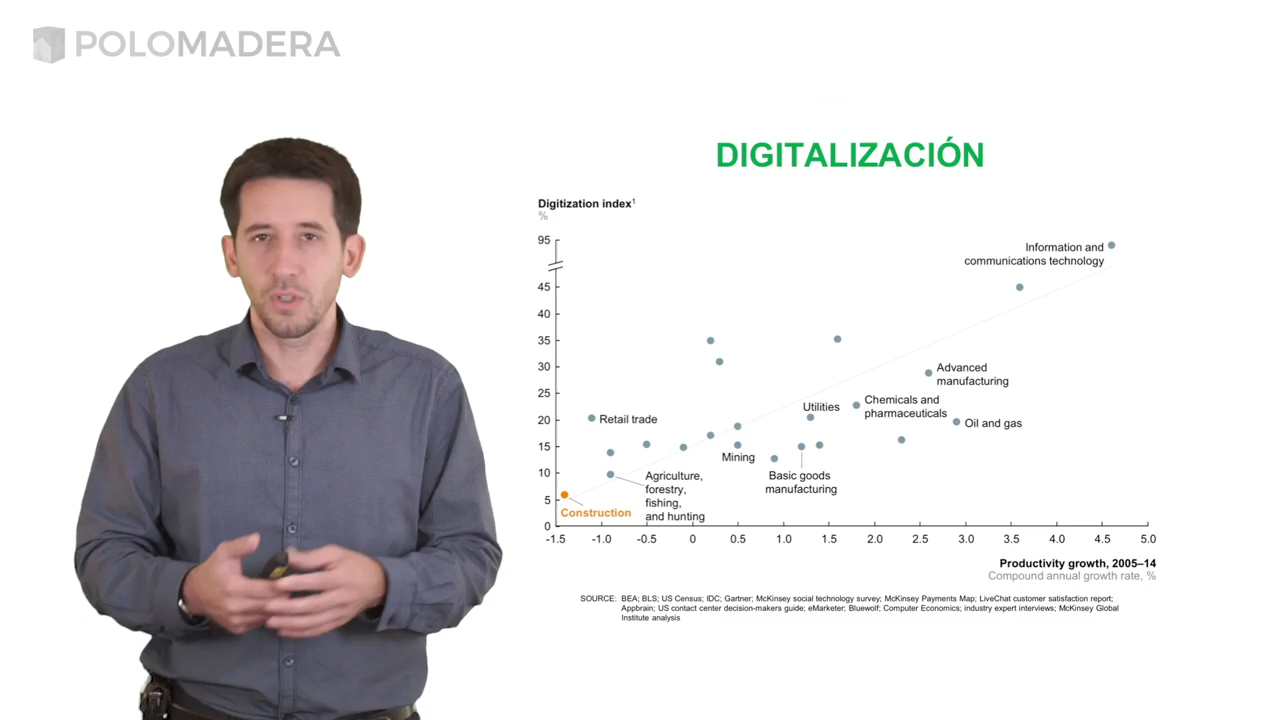 POLOMADERA
DIGITALIZACIÓN
Digitization index¹
%
95
45
40
35
30
25
20
15
10
5
0
Information and
communications technology
Advanced
manufacturing
Chemicals and
pharmaceuticals
Utilities
Oil and gas
Retail trade
Mining
Basic goods
manufacturing
Agriculture,
forestry,
fishing,
and hunting
Construction
-1.5 -1.0 -0.5 0 0.5 1.0 1.5 2.0 2.5 3.0 3.5 4.0 4.5 5.0
Productivity growth, 2005–14
Compound annual growth rate, %
SOURCE: BEA; BLS; US Census; IDC; Gartner; McKinsey social technology survey; McKinsey Payments Map; LiveChat customer satisfaction report;
Appbrain; US contact center decision-makers guide; eMarketer; Bluewolf; Computer Economics; industry expert interviews; McKinsey Global
Institute analysis